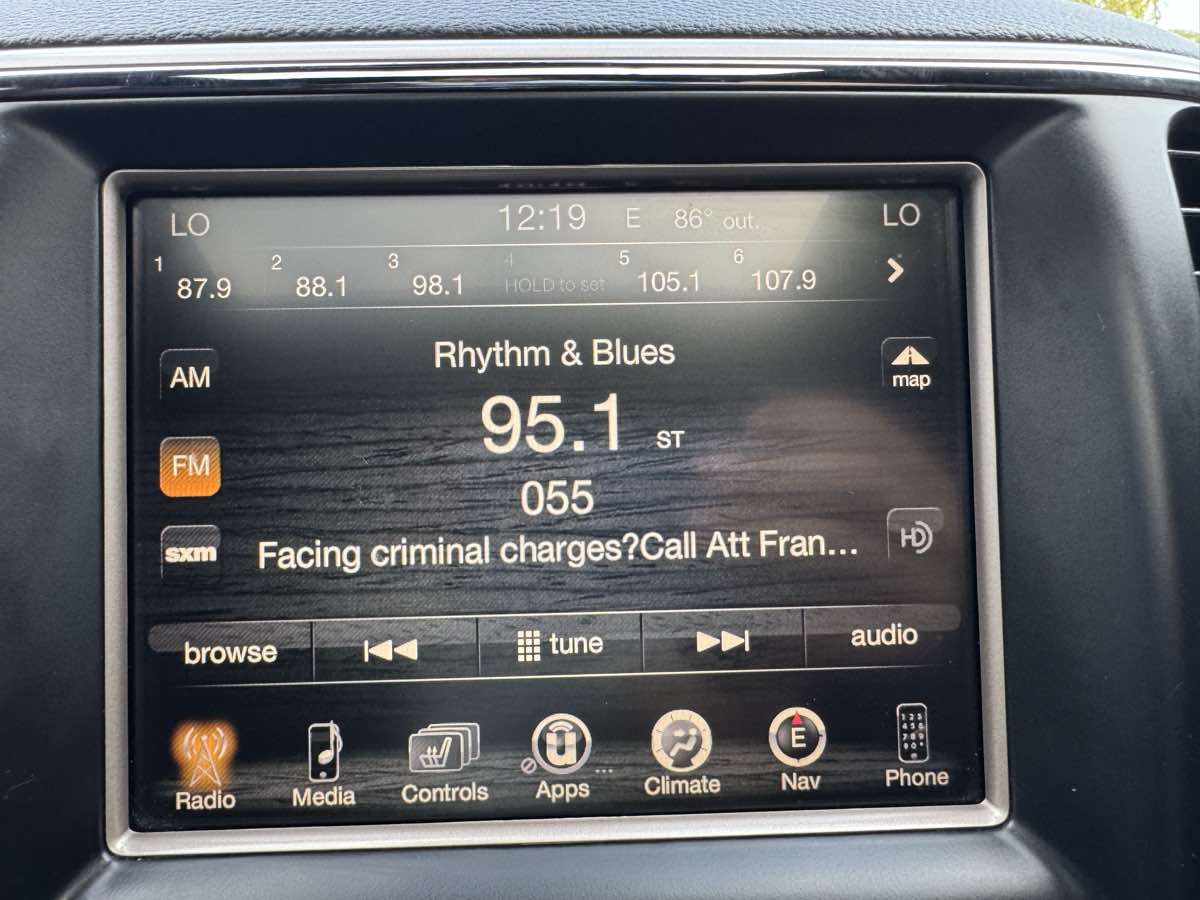 LO 12:19 E 86° out. LO
1 87.9 2 88.1 3 98.1 4 HOLD to set 5 105.1 6 107.9
Rhythm & Blues
AM
map
95.1 ST
FM
055
sxm
Facing criminal charges?Call Att Fran...
HD
browse tune audio
E
Radio Media Controls Apps ... Climate Nav Phone